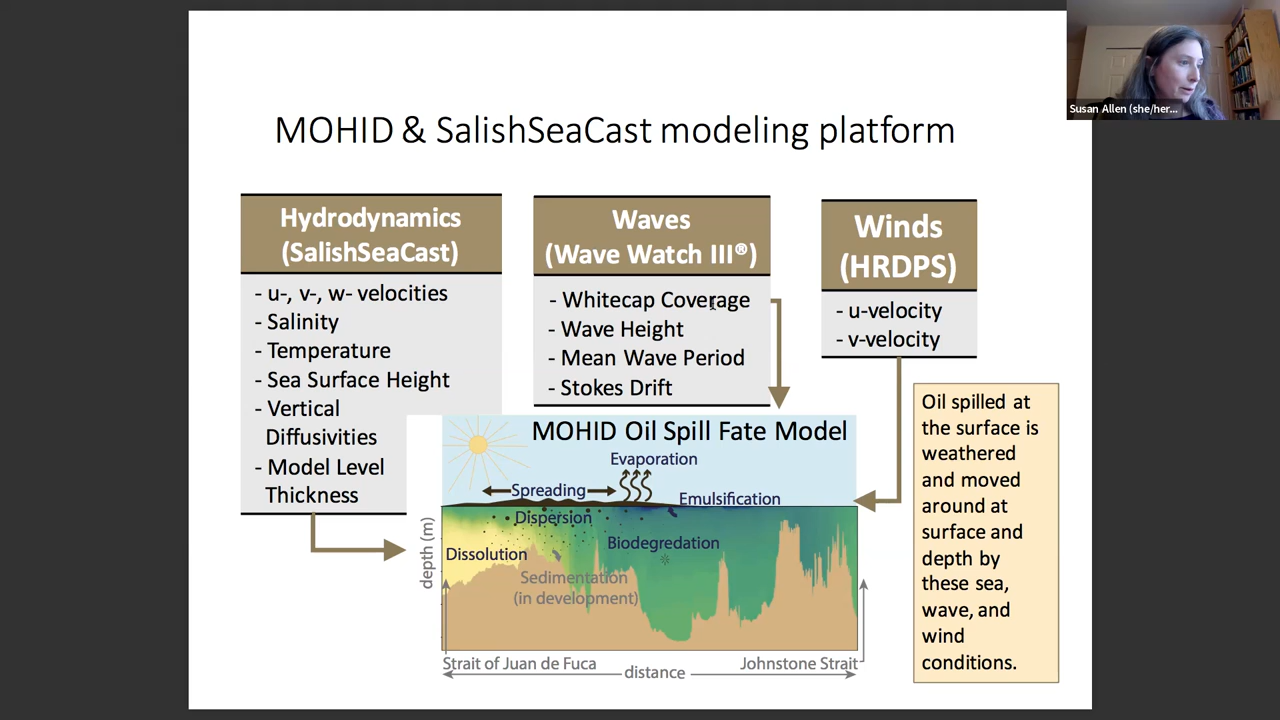 MOHID & SalishSeaCast modeling platform
Hydrodynamics
(SalishSeaCast)
- u-, v-, w- velocities
- Salinity
- Temperature
- Sea Surface Height
- Vertical
Diffusivities
- Model Level
Thickness
Waves
(Wave Watch III®)
- Whitecap Coverage
- Wave Height
- Mean Wave Period
- Stokes Drift
Winds
(HRDPS)
- u-velocity
- v-velocity
MOHID Oil Spill Fate Model
Evaporation
Spreading
Emulsification
Dispersion
Biodegredation
Dissolution
Sedimentation
(in development)
depth (m)
Strait of Juan de Fuca
Johnstone Strait
distance
Oil spilled at
the surface is
weathered
and moved
around at
surface and
depth by
these sea,
wave, and
wind
conditions.
Susan Allen (she/her...